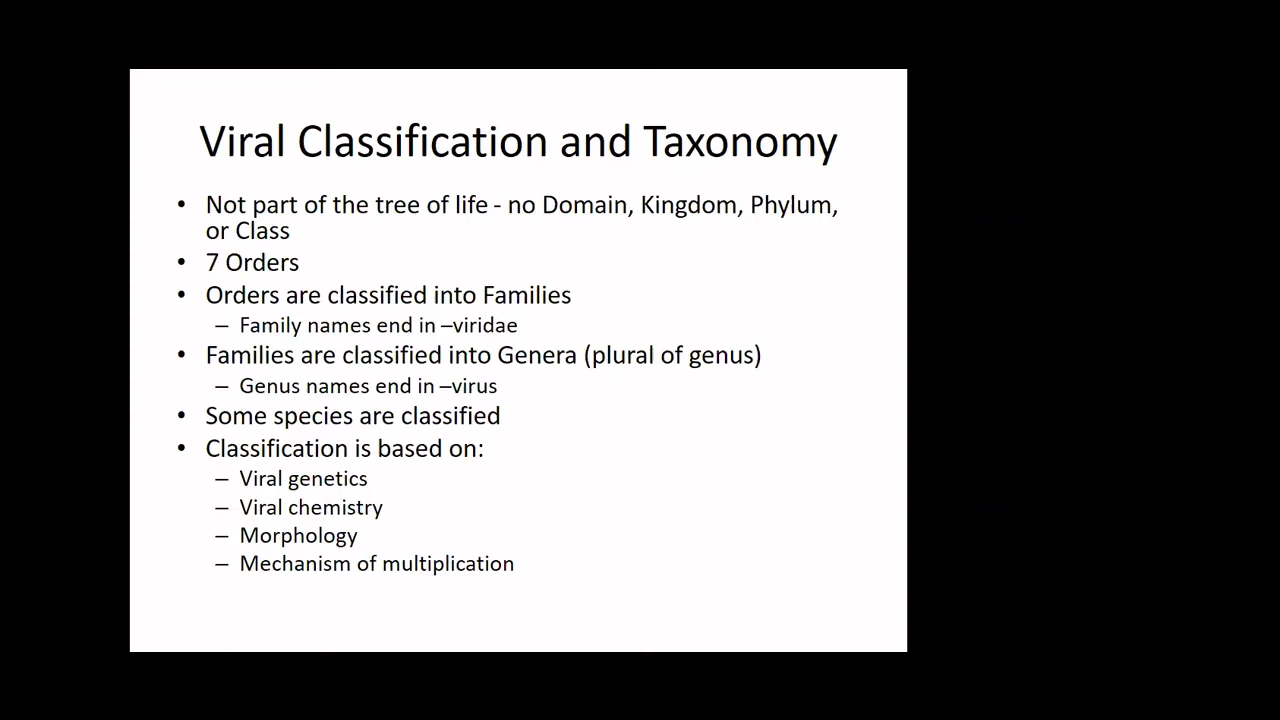 Viral Classification and Taxonomy
• Not part of the tree of life - no Domain, Kingdom, Phylum,
or Class
• 7 Orders
• Orders are classified into Families
– Family names end in –viridae
• Families are classified into Genera (plural of genus)
– Genus names end in –virus
• Some species are classified
• Classification is based on:
– Viral genetics
– Viral chemistry
– Morphology
– Mechanism of multiplication